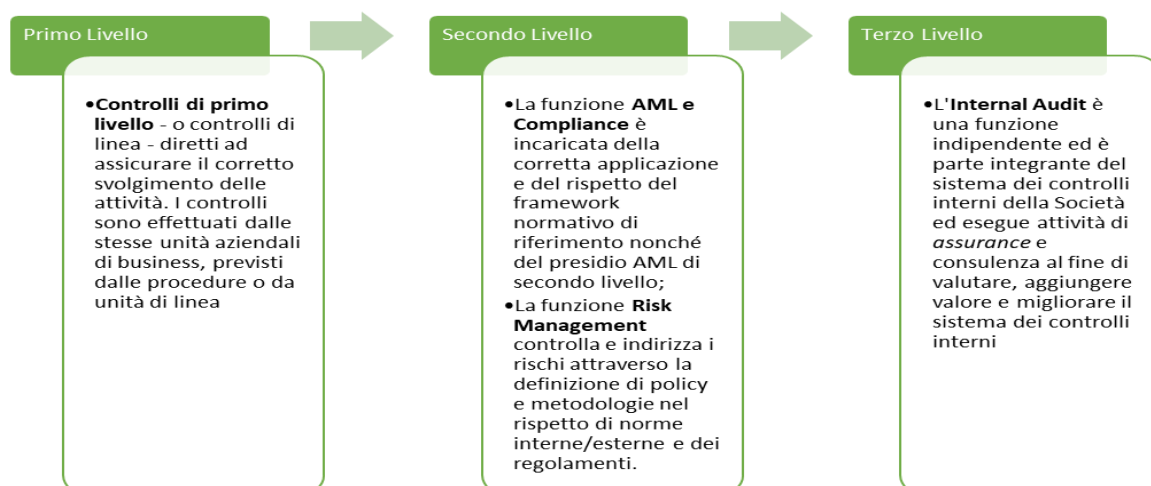 Primo Livello
•Controlli di primo
livello - o controlli di
linea - diretti ad
assicurare il corretto
svolgimento delle
attività. I controlli
sono effettuati dalle
stesse unità aziendali
di business, previsti
dalle procedure o da
unità di linea
Secondo Livello
•La funzione AML e
Compliance è
incaricata della
corretta applicazione
e del rispetto del
framework
normativo di
riferimento nonché
del presidio AML di
secondo livello;
•La funzione Risk
Management
controlla e indirizza i
rischi attraverso la
definizione di policy
e metodologie nel
rispetto di norme
interne/esterne e dei
regolamenti.
Terzo Livello
•L'Internal Audit è
una funzione
indipendente ed è
parte integrante del
sistema dei controlli
interni della Società
ed esegue attività di
assurance e
consulenza al fine di
valutare, aggiungere
valore e migliorare il
sistema dei controlli
interni